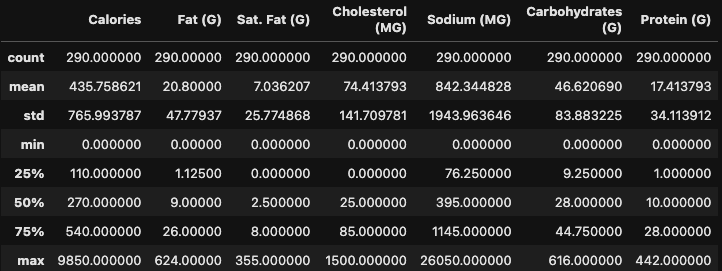 Calories Fat (G) Sat. Fat (G) Cholesterol (MG) Sodium (MG) Carbohydrates (G) Protein (G)
count 290.000000 290.00000 290.000000 290.000000 290.000000 290.000000 290.000000
mean 435.758621 20.80000 7.036207 74.413793 842.344828 46.620690 17.413793
std 765.993787 47.77937 25.774868 141.709781 1943.963646 83.883225 34.113912
min 0.000000 0.00000 0.000000 0.000000 0.000000 0.000000 0.000000
25% 110.000000 1.12500 0.000000 0.000000 76.250000 9.250000 1.000000
50% 270.000000 9.00000 2.500000 25.000000 395.000000 28.000000 10.000000
75% 540.000000 26.00000 8.000000 85.000000 1145.000000 44.750000 28.000000
max 9850.000000 624.00000 355.000000 1500.000000 26050.000000 616.000000 442.000000